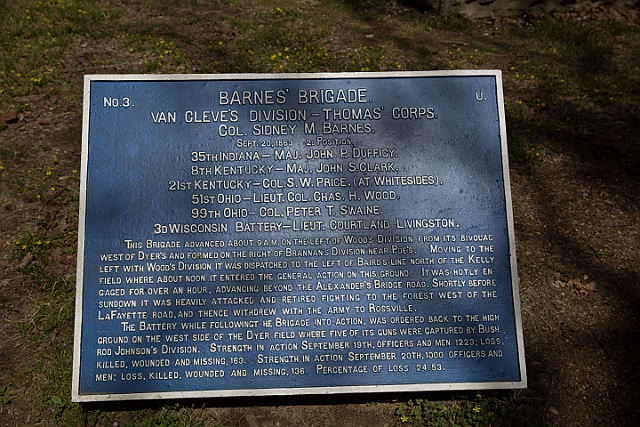 No. 3. BARNES' BRIGADE. U.
VAN CLEVE'S DIVISION – THOMAS' CORPS.
COL. SIDNEY M. BARNES.
SEPT. 20, 1863 2D POSITION.
35TH INDIANA – MAJ. JOHN P. DUFFICY.
8TH KENTUCKY – MAJ. JOHN S. CLARK.
21ST KENTUCKY – COL. S. W. PRICE. (AT WHITESIDES).
51ST OHIO – LIEUT. COL. CHAS. H. WOOD.
99TH OHIO – COL. PETER T. SWAINE.
3D WISCONSIN BATTERY – LIEUT. COURTLAND LIVINGSTON.
THIS BRIGADE ADVANCED ABOUT 9 A.M. ON THE LEFT OF WOOD'S DIVISION FROM ITS BIVOUAC
WEST OF DYER'S AND FORMED ON THE RIGHT OF BRANNAN'S DIVISION NEAR POE'S. MOVING TO THE
LEFT WITH WOOD'S DIVISION IT WAS DISPATCHED TO THE LEFT OF BAIRD'S LINE NORTH OF THE KELLY
FIELD WHERE ABOUT NOON IT ENTERED THE GENERAL ACTION ON THIS GROUND. IT WAS HOTLY EN-
GAGED FOR OVER AN HOUR, ADVANCING BEYOND THE ALEXANDER'S BRIDGE ROAD. SHORTLY BEFORE
SUNDOWN IT WAS HEAVILY ATTACKED AND RETIRED FIGHTING TO THE FOREST WEST OF THE
LAFAYETTE ROAD, AND THENCE WITHDREW WITH THE ARMY TO ROSSVILLE.
THE BATTERY WHILE FOLLOWINGT HE BRIGADE INTO ACTION, WAS ORDERED BACK TO THE HIGH
GROUND ON THE WEST SIDE OF THE DYER FIELD WHERE FIVE OF ITS GUNS WERE CAPTURED BY BUSH
ROD JOHNSON'S DIVISION. STRENGTH IN ACTION SEPTEMBER 19TH, OFFICERS AND MEN 1223; LOSS,
KILLED, WOUNDED AND MISSING, 163. STRENGTH IN ACTION SEPTEMBER 20TH, 1000 OFFICERS AND
MEN; LOSS, KILLED, WOUNDED AND MISSING, 136. PERCENTAGE OF LOSS 24.53.